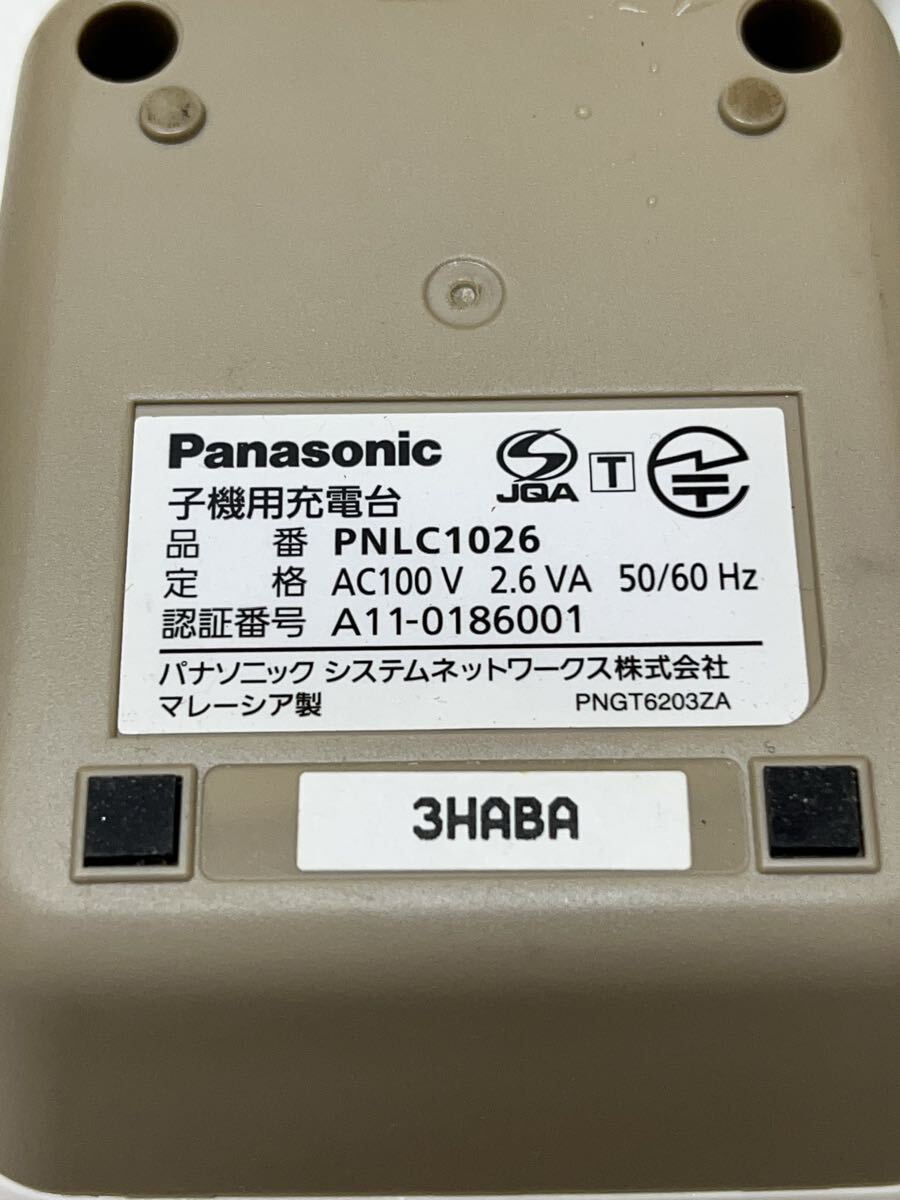 Panasonic
JQA T
子機用充電台
品番 PNLC1026
定格 AC100 V 2.6 VA 50/60 Hz
認証番号 A11-0186001
パナソニック システムネットワークス株式会社
マレーシア製 PNGT6203ZA
3HABA